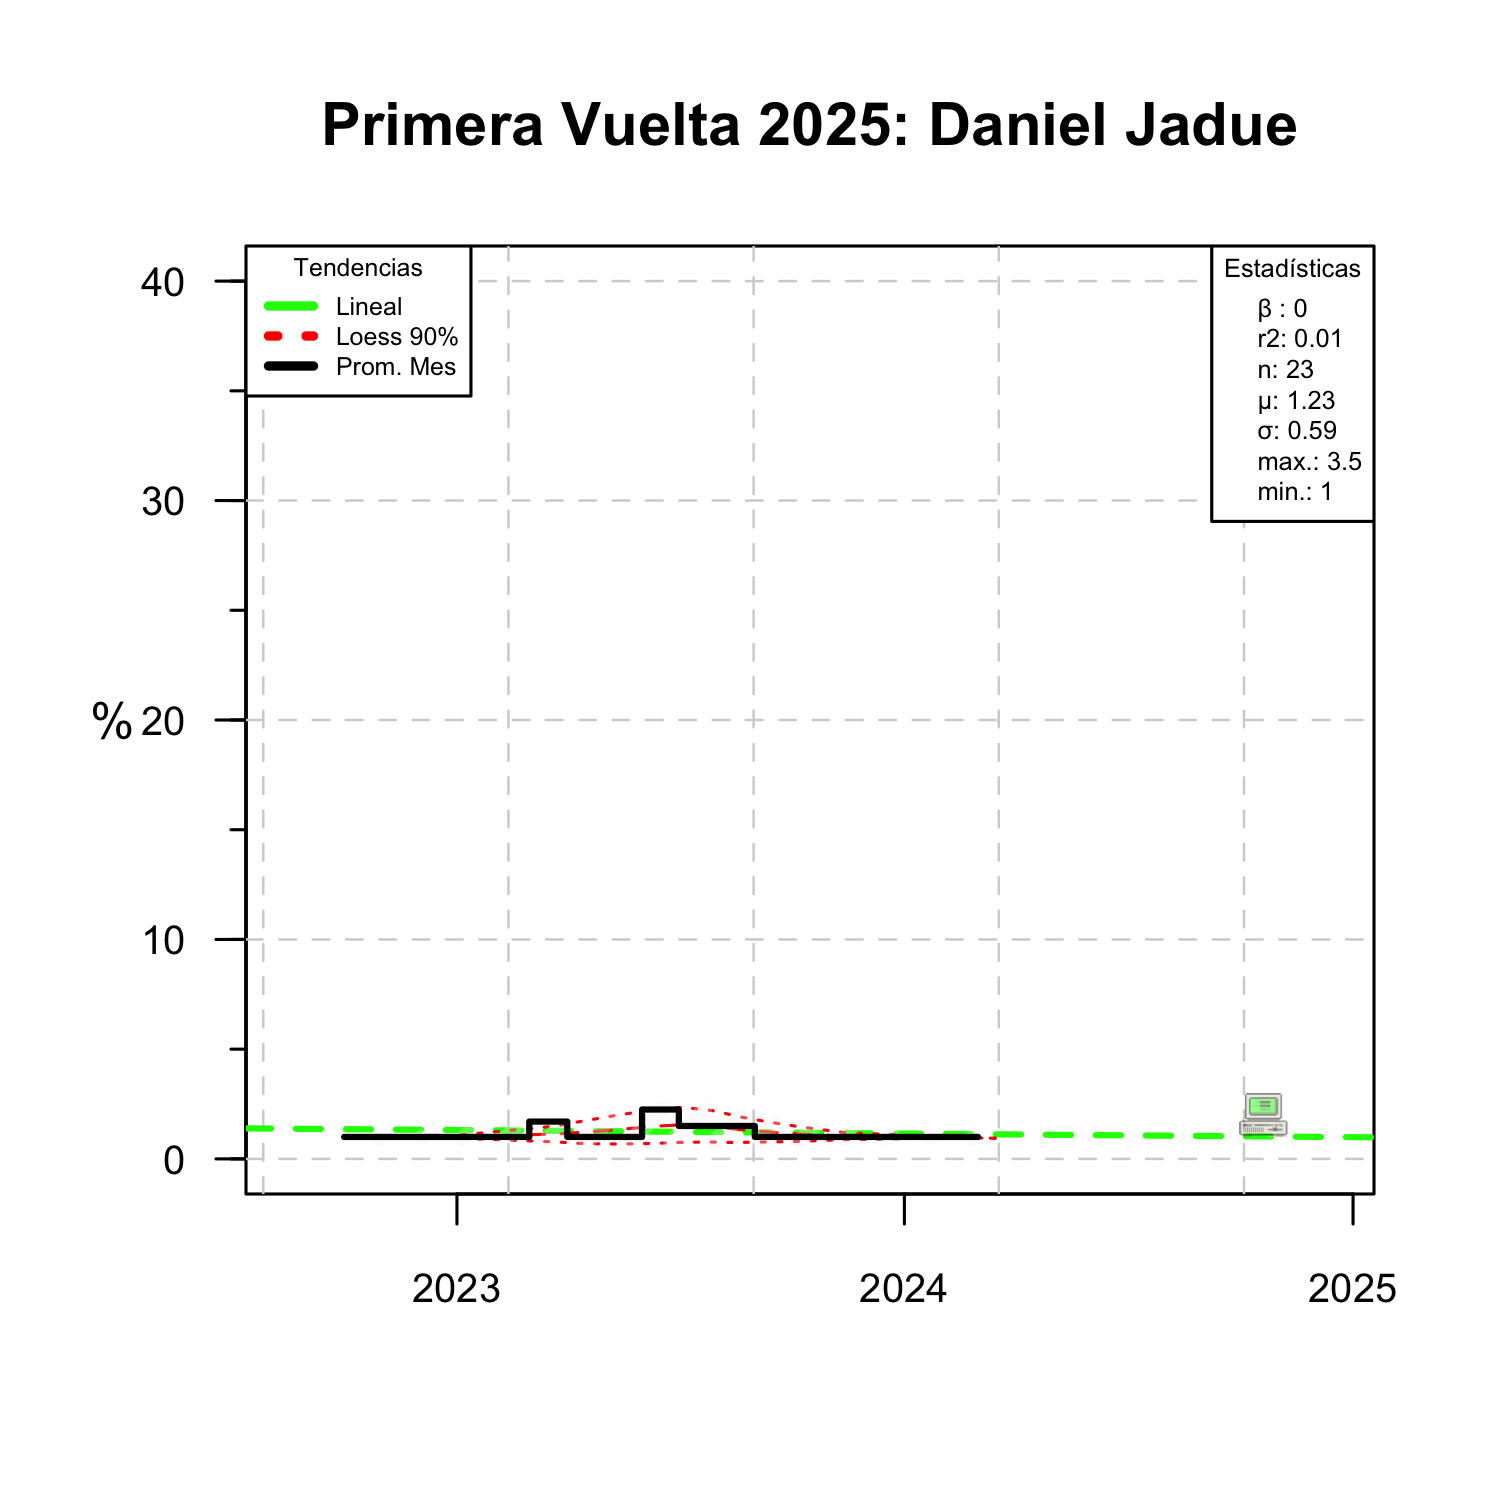 Primera Vuelta 2025: Daniel Jadue
Tendencias
Lineal
Loess 90%
Prom. Mes
Estadísticas
β : 0
r2: 0.01
n: 23
μ: 1.23
σ: 0.59
max.: 3.5
min.: 1
40
30
% 20
10
0
2023 2024 2025